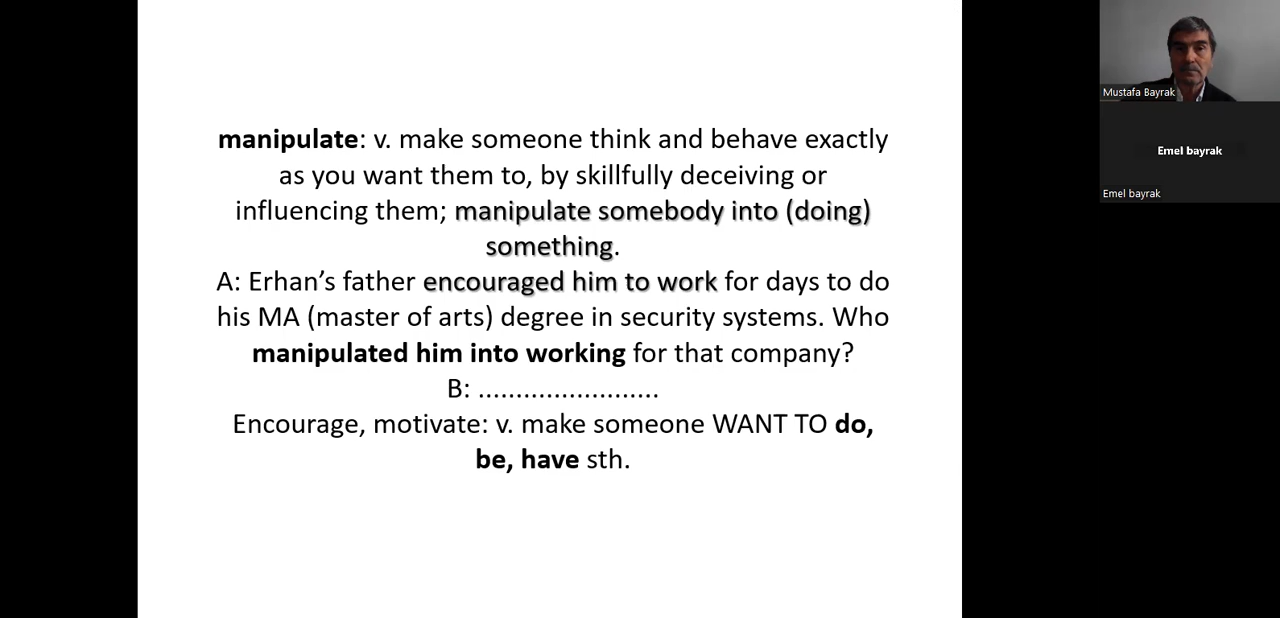 manipulate: v. make someone think and behave exactly
as you want them to, by skillfully deceiving or
influencing them; manipulate somebody into (doing)
something.
A: Erhan’s father encouraged him to work for days to do
his MA (master of arts) degree in security systems. Who
manipulated him into working for that company?
B: ........................
Encourage, motivate: v. make someone WANT TO do,
be, have sth.
Mustafa Bayrak
Emel bayrak
Emel bayrak